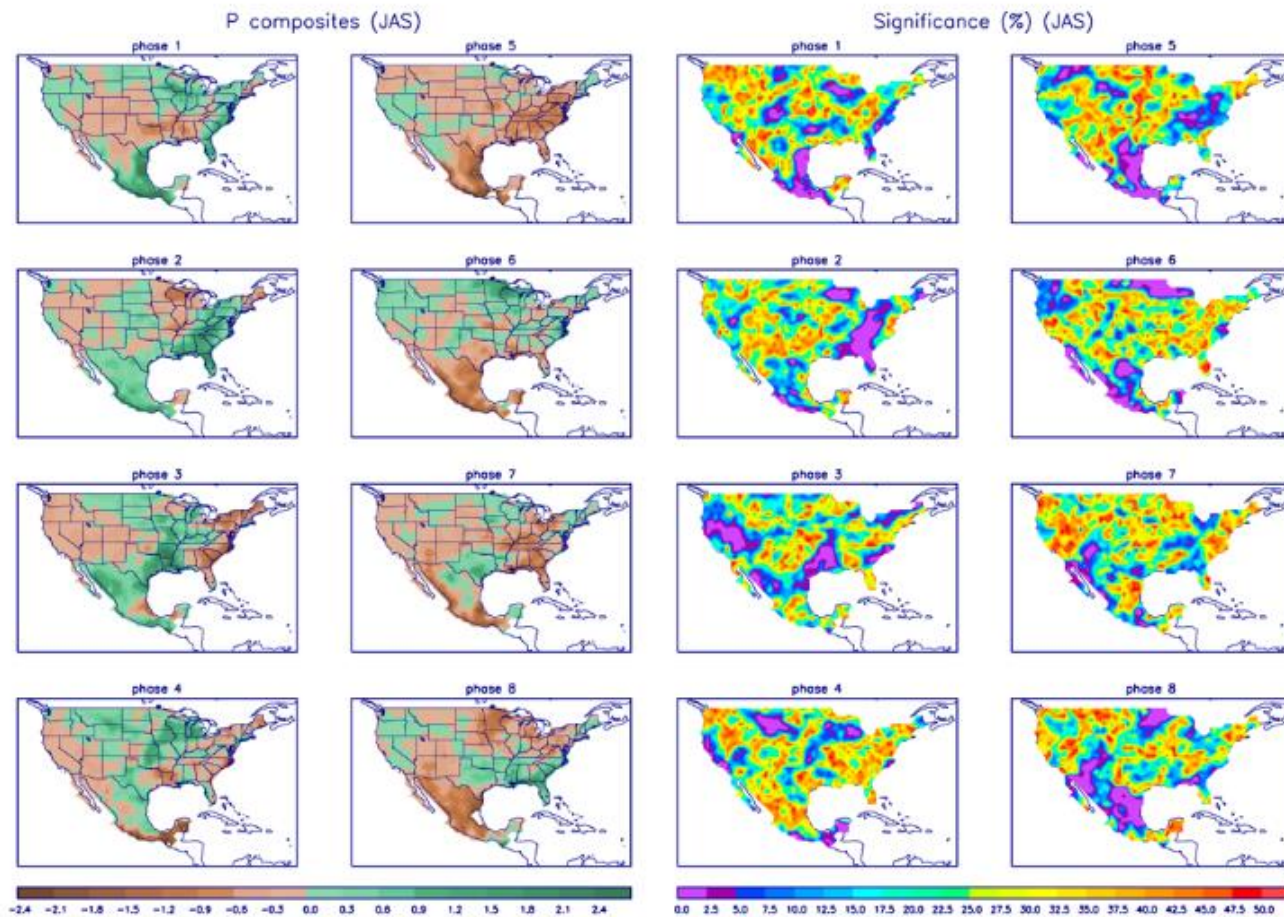 P composites (JAS)
Significance (%) (JAS)
phase 1
phase 5
phase 1
phase 5
phase 2
phase 6
phase 2
phase 6
phase 3
phase 7
phase 3
phase 7
phase 4
phase 8
phase 4
phase 8
-2.4 -2.1 -1.8 -1.5 -1.2 -0.9 -0.6 -0.3 0.0 0.3 0.6 0.9 1.2 1.5 1.8 2.1 2.4
0.0 2.5 5.0 7.5 10.0 12.5 15.0 17.5 20.0 22.5 25.0 27.5 30.0 32.5 35.0 37.5 40.0 42.5 45.0 47.5 50.0